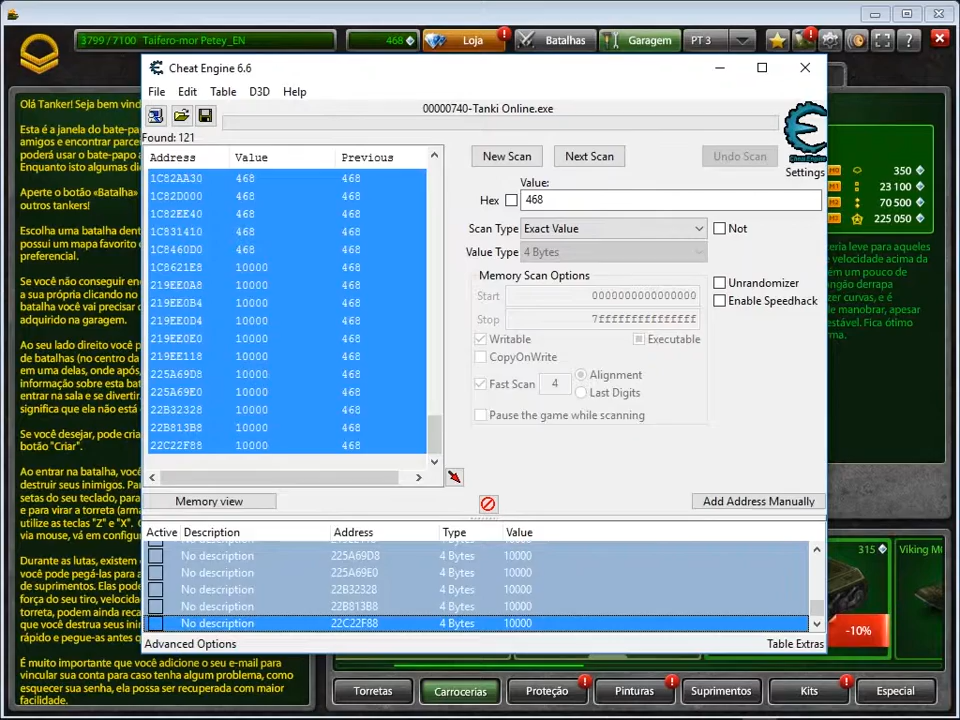 3799 / 7100 Taifero-mor Petey_EN
468
Loja
Batalhas
Garagem
PT 3
?
Cheat Engine 6.6
File Edit Table D3D Help
00000740-Tanki Online.exe
Found: 121
Address Value Previous
1C82AA30 468 468
1C82D000 468 468
1C82EE40 468 468
1C831410 468 468
1C8460D0 468 468
1C8621E8 10000 468
219EE0A8 10000 468
219EE0B4 10000 468
219EE0D4 10000 468
219EE0E0 10000 468
219EE118 10000 468
225A69D8 10000 468
225A69E0 10000 468
22B32328 10000 468
22B813B8 10000 468
22C22F88 10000 468
New Scan Next Scan Undo Scan
Cheat Engine
Settings
Value:
Hex 468
Scan Type Exact Value Not
Value Type 4 Bytes
Memory Scan Options
Start 0000000000000000
Stop 7fffffffffffffff
Writable Executable
CopyOnWrite
Fast Scan 4 Alignment
Last Digits
Pause the game while scanning
Unrandomizer
Enable Speedhack
Memory view Add Address Manually
Active Description Address Type Value
No description 225A69D8 4 Bytes 10000
No description 225A69E0 4 Bytes 10000
No description 22B32328 4 Bytes 10000
No description 22B813B8 4 Bytes 10000
No description 22C22F88 4 Bytes 10000
Advanced Options Table Extras
Olá Tanker! Seja bem vind
Esta é a janela do bate-pa
amigos e encontrar parce
poderá usar o bate-papo a
Enquanto isto algumas di
Aperte o botão «Batalha»
outros tankers!
Escolha uma batalha dent
possui um mapa favorito
preferencial.
Se você não conseguir en
a sua própria clicando no
batalha você vai precisar
adquirido na garagem.
Ao seu lado direito você p
de batalhas (no centro da
em uma delas, onde após,
informação sobre esta bat
entrar na sala e se divertir
significa que ela não está
Se você desejar, pode cria
botão "Criar".
Ao entrar na batalha, você
destruir seus inimigos. Pa
setas do seu teclado, para
e para virar a torreta (arma
utilize as teclas "Z" e "X".
via mouse, vá em configur
Durante as lutas, existem
você pode pegá-las para a
de suprimentos. Elas pode
força do seu tiro, velocidad
torreta, podem ainda reca
que você destrua seus ini
rápido e pegue-as antes
É muito importante que você adicione o seu e-mail para
vincular sua conta para caso tenha algum problema, como
esquecer sua senha, ela possa ser recuperada com maior
facilidade.
M0 350
M1 23 100
M2 70 500
225 050
teria leve para aqueles
velocidade acima da
em um pouco de
angão derrapa
zer curvas, e é
manobrar, apesar
estável. Fica ótimo
rma.
315
Viking M0
-10%
Torretas Carrocerias Proteção Pinturas Suprimentos Kits Especial